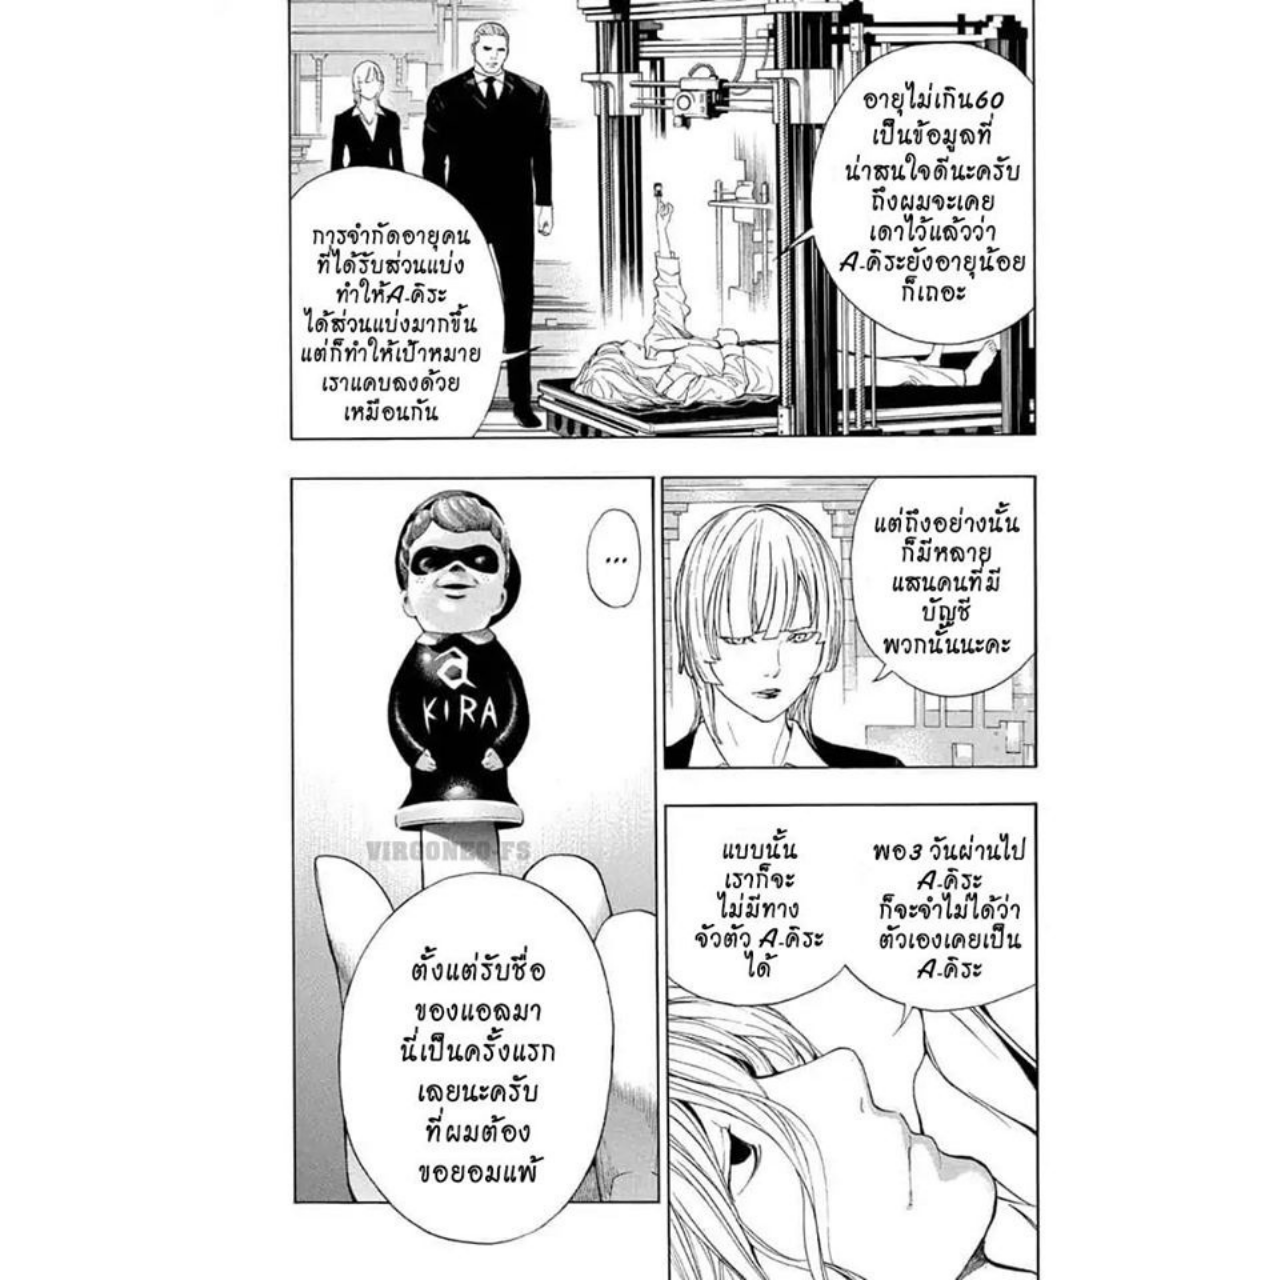 อายุไม่เกิน60
เป็นข้อมูลที่
น่าสนใจดีนะครับ
ถึงผมจะเคย
เดาไว้แล้วว่า
A-คิระยังอายุน้อย
ก็เถอะ
การจำกัดอายุคน
ที่ได้รับส่วนแบ่ง
ทำให้A-คิระ
ได้ส่วนแบ่งมากขึ้น
แต่ก็ทำให้เป้าหมาย
เราแคบลงด้วย
เหมือนกัน
แต่ถึงอย่างนั้น
ก็มีหลาย
แสนคนที่มี
บัญชี
พวกนั้นนะคะ
...
a
KIRA
VIRGONEO-FS
ตั้งแต่รับชื่อ
ของแอลมา
นี่เป็นครั้งแรก
เลยนะครับ
ที่ผมต้อง
ขอยอมแพ้
พอ3 วันผ่านไป
A-คิระ
ก็จะจำไม่ได้ว่า
ตัวเองเคยเป็น
A-คิระ
แบบนั้น
เราก็จะ
ไม่มีทาง
จัวตัว A-คิระ
ได้